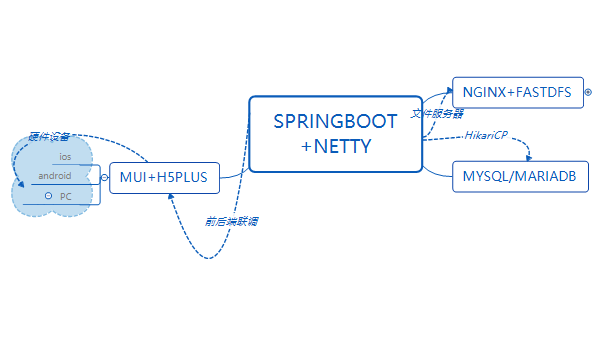 SPRINGBOOT
+NETTY
NGINX+FASTDFS
文件服务器
HikariCP
MYSQL/MARIADB
硬件设备
ios
android
PC
MUI+H5PLUS
前后端联调